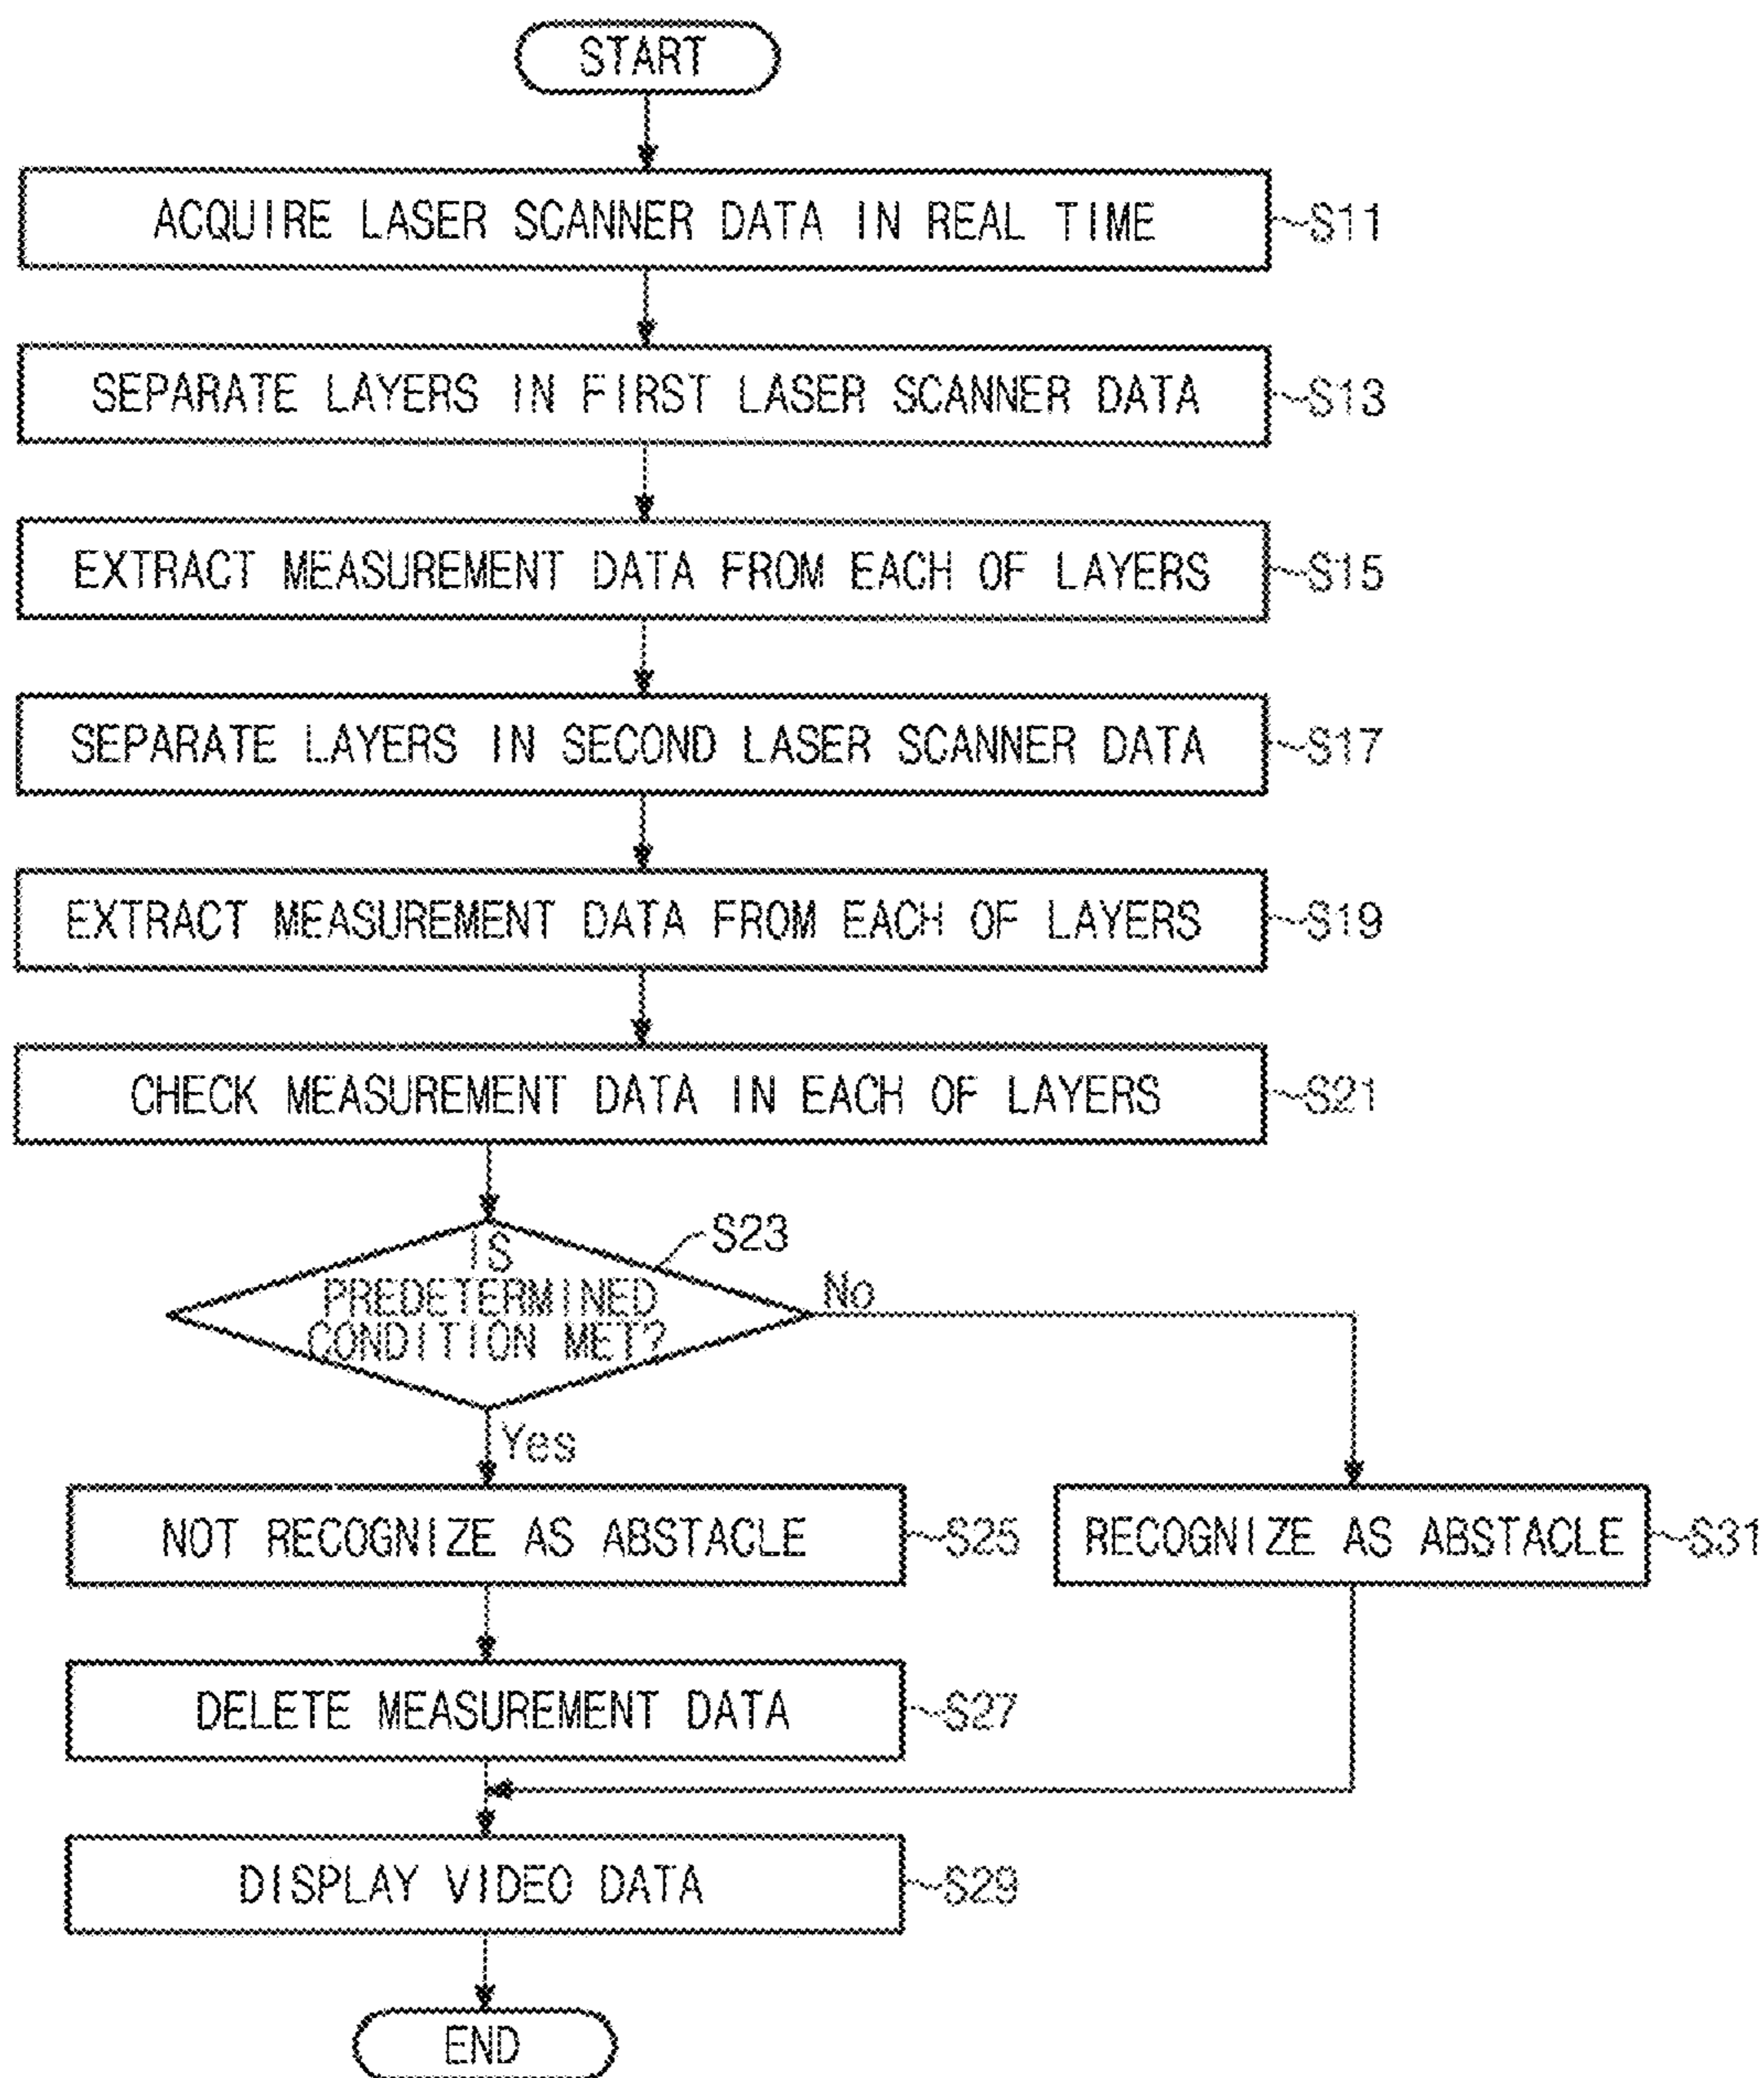 START
ACQUIRE LASER SCANNER DATA IN REAL TIME
S11
SEPARATE LAYERS IN FIRST LASER SCANNER DATA
S13
EXTRACT MEASUREMENT DATA FROM EACH OF LAYERS
S15
SEPARATE LAYERS IN SECOND LASER SCANNER DATA
S17
EXTRACT MEASUREMENT DATA FROM EACH OF LAYERS
S19
CHECK MEASUREMENT DATA IN EACH OF LAYERS
S21
S23
IS
PREDETERMINED
CONDITION MET?
No
Yes
NOT RECOGNIZE AS ABSTACLE
S25
RECOGNIZE AS ABSTACLE
S31
DELETE MEASUREMENT DATA
S27
DISPLAY VIDEO DATA
S29
END